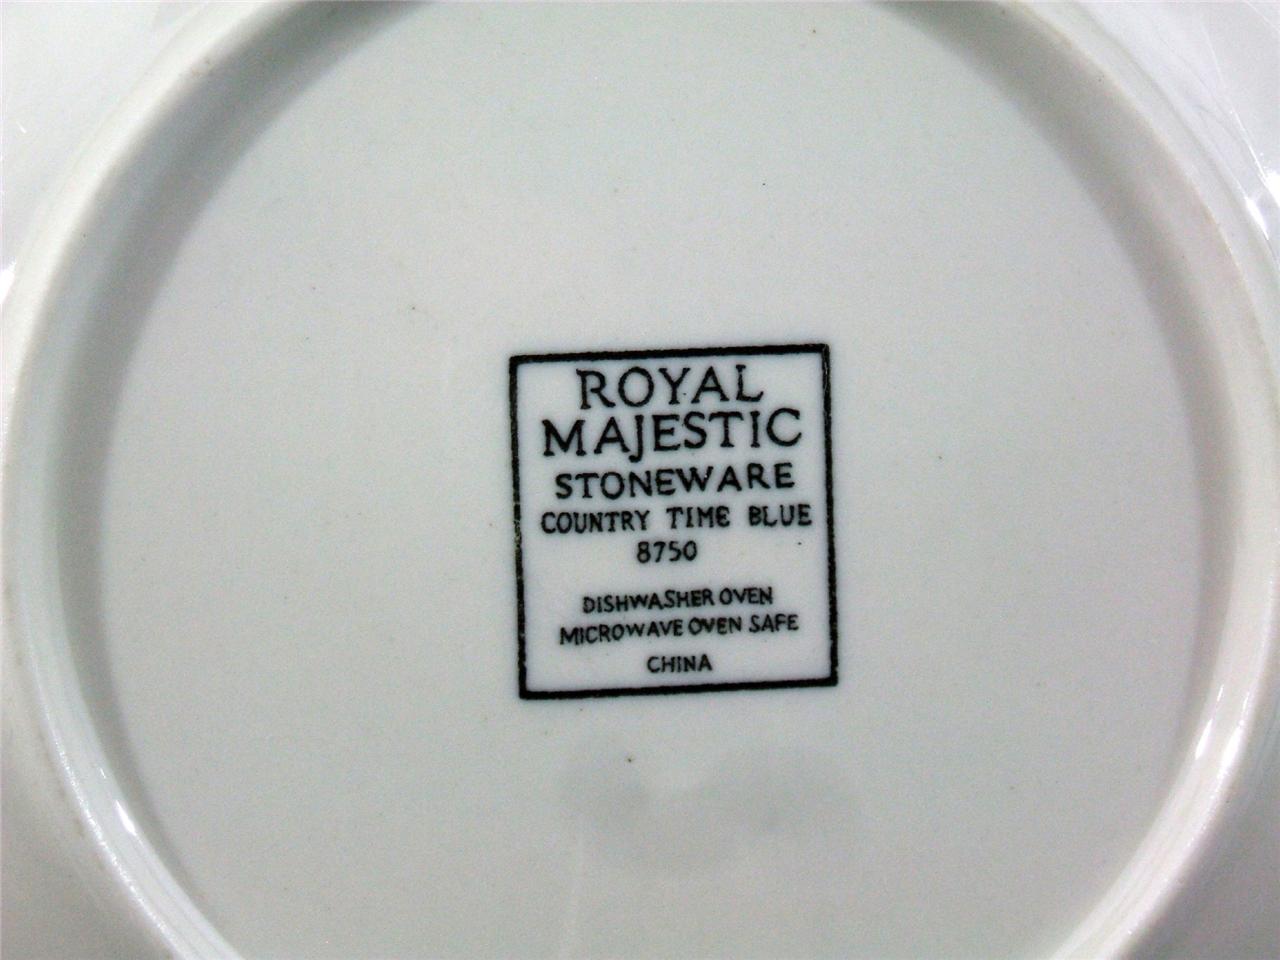 ROYAL
MAJESTIC
STONEWARE
COUNTRY TIME BLUE
8750
DISHWASHER OVEN
MICROWAVE OVEN SAFE
CHINA